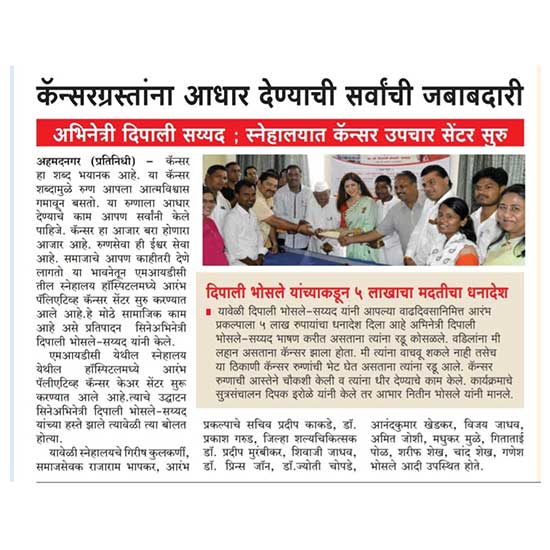 कॅन्सरग्रस्तांना आधार देण्याची सर्वांची जबाबदारी
अभिनेत्री दिपाली सय्यद ; स्नेहालयात कॅन्सर उपचार सेंटर सुरु
अहमदनगर (प्रतिनिधी) – कॅन्सर
हा शब्द भयानक आहे. या कॅन्सर
शब्दामुळे रुग्ण आपला आत्मविश्वास
गमावून बसतो. या रुग्णाला आधार
देण्याचे काम आपण सर्वांनी केले
पाहिजे. कॅन्सर हा आजार बरा होणारा
आजार आहे. रुग्णसेवा ही ईश्वर सेवा
आहे. समाजाचे आपण काहीतरी देणे
लागतो या भावनेतून एमआयडीसी
तील स्नेहालय हॉस्पिटलमध्ये आरंभ
पॅलिएटिव्ह कॅन्सर सेंटर सुरु करण्यात
आले आहे.हे मोठे सामाजिक काम
आहे असे प्रतिपादन सिनेअभिनेत्री
दिपाली भोसले-सय्यद यांनी केले.
एमआयडीसी येथील स्नेहालय
येथील हॉस्पिटलमध्ये आरंभ
पॅलीएटीव्ह कॅन्सर केअर सेंटर सुरू
करण्यात आले आहे.त्याचे उद्घाटन
सिनेअभिनेत्री दिपाली भोसले-सय्यद
यांच्या हस्ते झाले त्यावेळी त्या बोलत
होत्या.
यावेळी स्नेहालयचे गिरीष कुलकर्णी,
समाजसेवक राजाराम भापकर, आरंभ
दिपाली भोसले यांच्याकडून ५ लाखाचा मदतीचा धनादेश
यावेळी दिपाली भोसले-सय्यद यांनी आपल्या वाढदिवसानिमित्त आरंभ
प्रकल्पाला ५ लाख रुपायांचा धनादेश दिला आहे अभिनेत्री दिपाली
भोसले-सय्यद भाषण करीत असताना त्यांना रडू कोसळले. वडिलांना मी
लहान असताना कॅन्सर झाला होता. मी त्यांना वाचवू शकले नाही तसेच
या ठिकाणी कॅन्सर रुग्णांची भेट घेत असताना त्यांना रडू आले. कॅन्सर
रुग्णाची आस्तेने चौकशी केली व त्यांना धीर देण्याचे काम केले. कार्यक्रमाचे
सुत्रसंचालन दिपक इरोळे यांनी केले तर आभार नितीन भोसले यांनी मानले.
प्रकल्पाचे सचिव प्रदीप काकडे, डॉ.
प्रकाश गरुड, जिल्हा शल्यचिकित्सक
डॉ. प्रदीप मुरंबीकर, शिवाजी जाधव,
डॉ. प्रिन्स जॉन, डॉ.ज्योती चोपडे,
आनंदकुमार खेडकर, विजय जाधव,
अमित जोशी, मधुकर मुळे, गितताई
पोळ, शरीफ शेख, चांद शेख, गणेश
भोसले आदी उपस्थित होते.